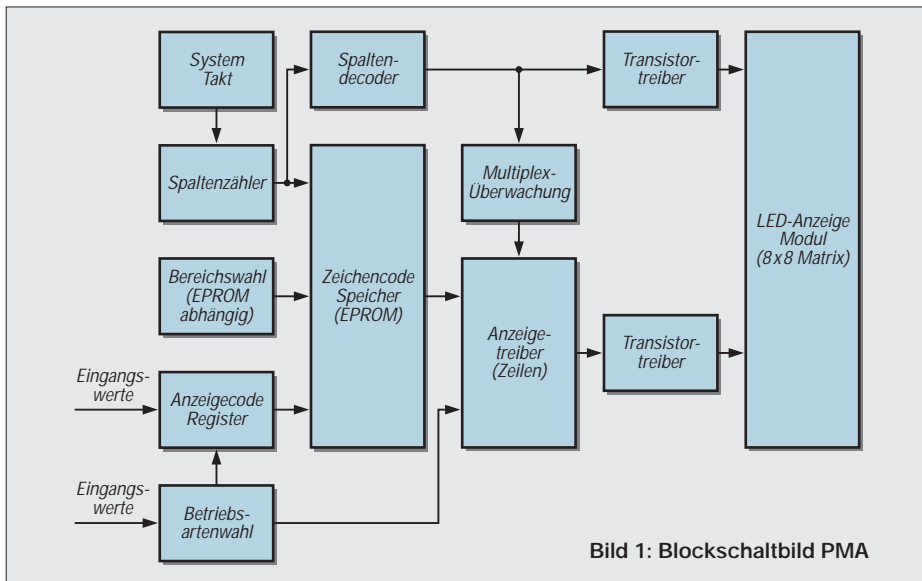 System
Takt
Spalten-
decoder
Transistor-
treiber
Spaltenzähler
Multiplex-
Überwachung
LED-Anzeige
Modul
(8x8 Matrix)
Bereichswahl
(EPROM
abhängig)
Zeichencode
Speicher
(EPROM)
Anzeige-
treiber
(Zeilen)
Transistor-
treiber
Eingangs-
werte
Anzeigecode
Register
Eingangs-
werte
Betriebs-
artenwahl
Bild 1: Blockschaltbild PMA